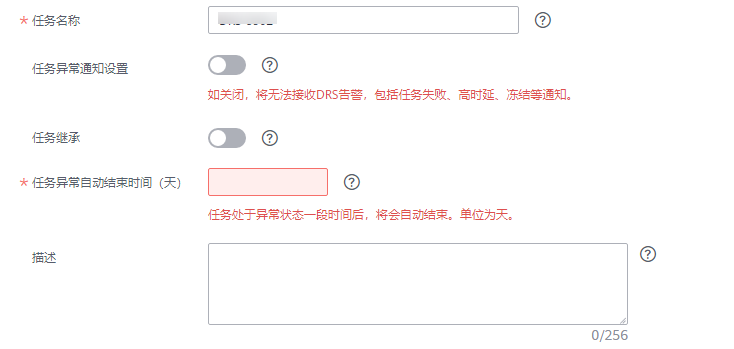 * 任务名称
任务异常通知设置
如关闭，将无法接收DRS告警，包括任务失败、高时延、冻结等通知。
任务继承
* 任务异常自动结束时间（天）
任务处于异常状态一段时间后，将会自动结束。单位为天。
描述
0/256